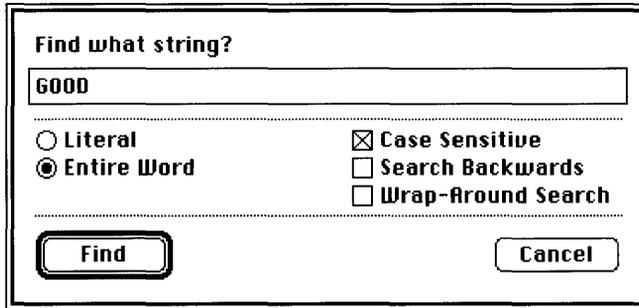 Find what string?
GOOD
Literal
Case Sensitive
Entire Word
Search Backwards
Wrap-Around Search
Find
Cancel